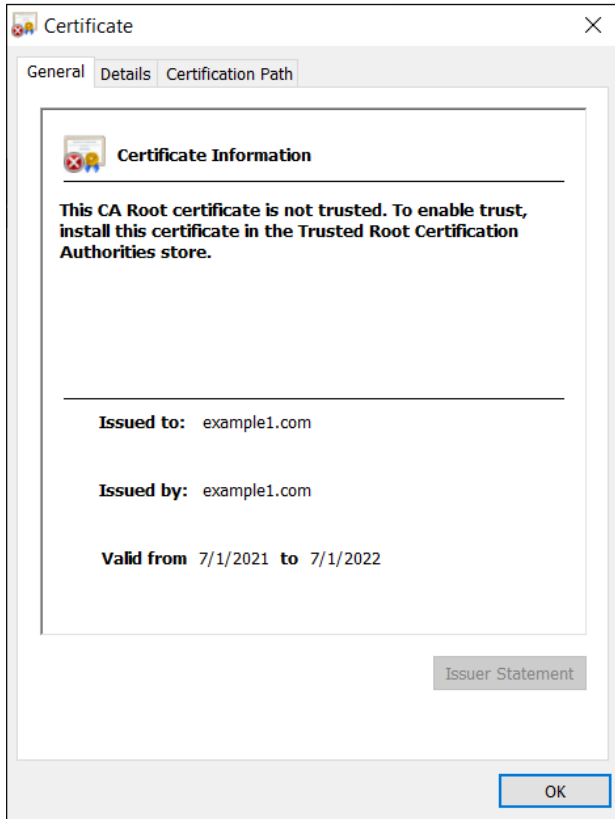 Certificate
General Details Certification Path
Certificate Information
This CA Root certificate is not trusted. To enable trust,
install this certificate in the Trusted Root Certification
Authorities store.
Issued to: example1.com
Issued by: example1.com
Valid from 7/1/2021 to 7/1/2022
Issuer Statement
OK